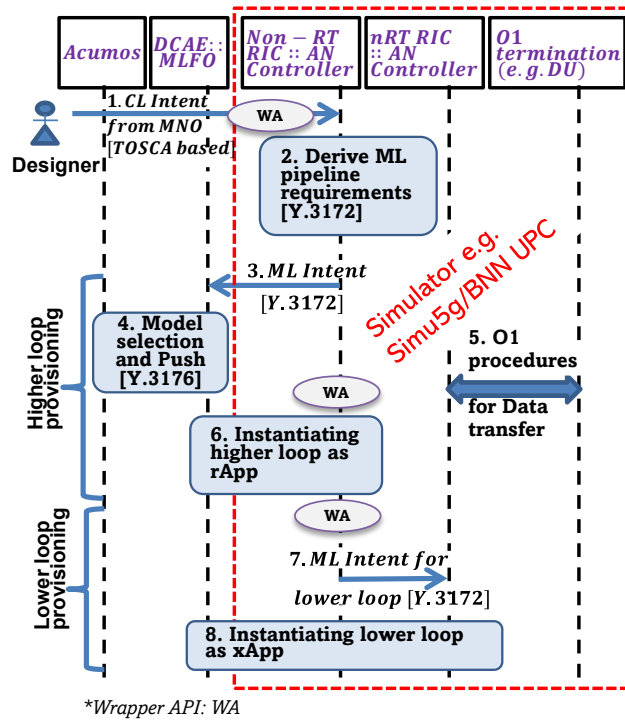 Acumos
DCAE::
MLFO
Non − RT
RIC :: AN
Controller
nRT RIC :: AN
Controller
O1
termination
(e.g.DU)
1.CL Intent
from MNO
[TOSCA based]
WA
Designer
2. Derive ML
pipeline
requirements
[Y.3172]
Simulator e.g.
Simu5g/BNN UPC
3.ML Intent
[Y.3172]
Higher loop
provisioning
4. Model
selection
and Push
[Y.3176]
5. O1
procedures
for Data
transfer
WA
6. Instantiating
higher loop as
rApp
WA
Lower loop
provisioning
7.ML Intent for
lower loop [Y.3172]
8. Instantiating lower loop
as xApp
*Wrapper API: WA